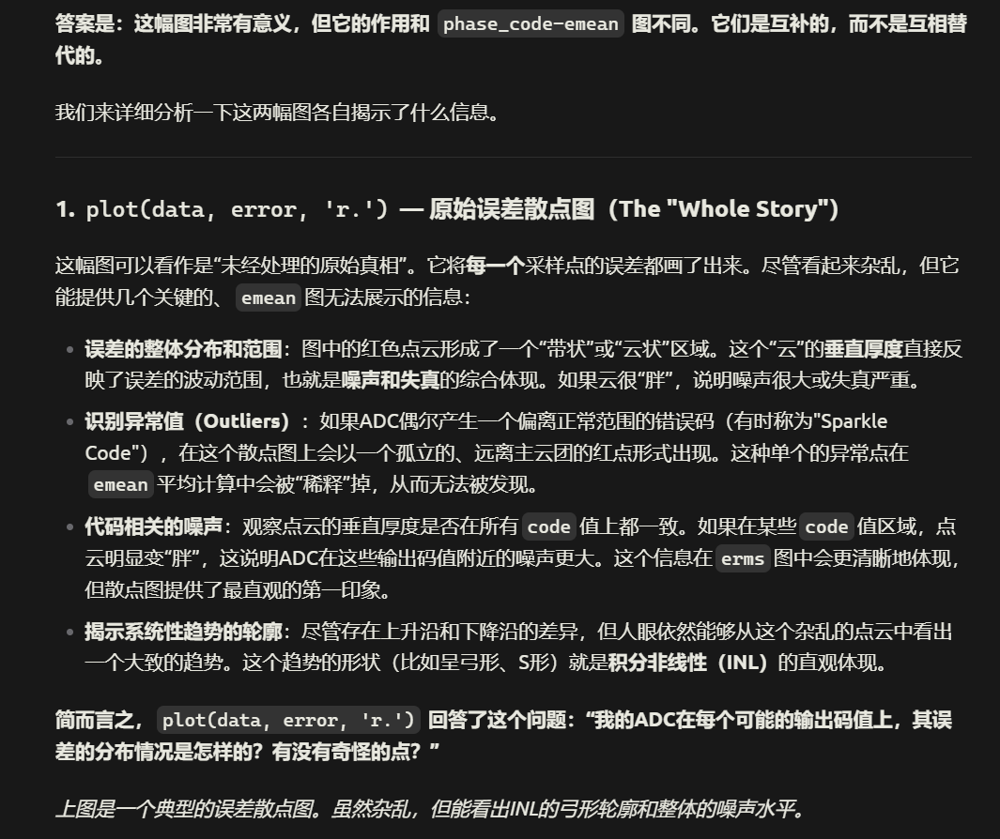 答案是：这幅图非常有意义，但它的作用和 phase_code-emean 图不同。它们是互补的，而不是互相替
代的。
我们来详细分析一下这两幅图各自揭示了什么信息。
1. plot(data, error, 'r.') — 原始误差散点图（The "Whole Story"）
这幅图可以看作是“未经处理的原始真相”。它将每一个采样点的误差都画了出来。尽管看起来杂乱，但它
能提供几个关键的、 emean 图无法展示的信息：
• 误差的整体分布和范围：图中的红色点云形成了一个“带状”或“云状”区域。这个“云”的垂直厚度直接反
映了误差的波动范围，也就是噪声和失真的综合体现。如果云很“胖”，说明噪声很大或失真严重。
• 识别异常值（Outliers）：如果ADC偶尔产生一个偏离正常范围的错误码（有时称为"Sparkle
Code"），在这个散点图上会以一个孤立的、远离主云团的红点形式出现。这种单个的异常点在
emean 平均计算中会被“稀释”掉，从而无法被发现。
• 代码相关的噪声：观察点云的垂直厚度是否在所有 code 值上都一致。如果在某些 code 值区域，点
云明显变“胖”，这说明ADC在这些输出码值附近的噪声更大。这个信息在 erms 图中会更清晰地体现，
但散点图提供了最直观的第一印象。
• 揭示系统性趋势的轮廓：尽管存在上升沿和下降沿的差异，但人眼依然能够从这个杂乱的点云中看出
一个大致的趋势。这个趋势的形状（比如呈弓形、S形）就是积分非线性（INL）的直观体现。
简而言之， plot(data, error, 'r.') 回答了这个问题：“我的ADC在每个可能的输出码值上，其误
差的分布情况是怎样的？有没有奇怪的点？”
上图是一个典型的误差散点图。虽然杂乱，但能看出INL的弓形轮廓和整体的噪声水平。